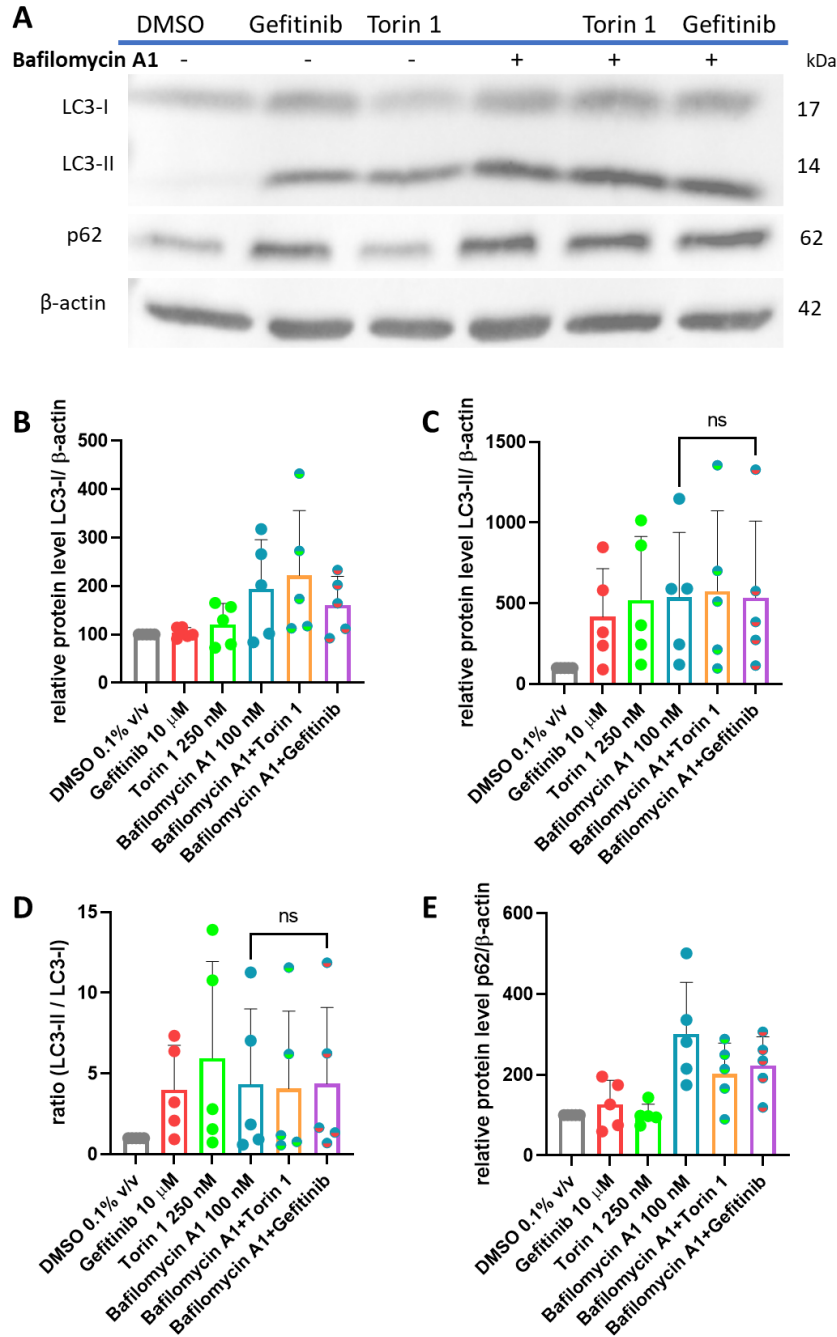 A
DMSO Gefitinib Torin 1 Torin 1 Gefitinib
Bafilomycin A1 - - - + + + kDa
LC3-I 17
LC3-II 14
p62 62
β-actin 42
B
relative protein level LC3-I/ β-actin
500
400
300
200
100
0
DMSO 0.1% v/v
Gefitinib 10 μM
Torin 1 250 nM
Bafilomycin A1 100 nM
Bafilomycin A1+Torin 1
Bafilomycin A1+Gefitinib
C
relative protein level LC3-II/ β-actin
ns
1500
1000
500
0
DMSO 0.1% v/v
Gefitinib 10 μM
Torin 1 250 nM
Bafilomycin A1 100 nM
Bafilomycin A1+Torin 1
Bafilomycin A1+Gefitinib
D
ratio (LC3-II / LC3-I)
ns
15
10
5
0
DMSO 0.1% v/v
Gefitinib 10 μM
Torin 1 250 nM
Bafilomycin A1 100 nM
Bafilomycin A1+Torin 1
Bafilomycin A1+Gefitinib
E
relative protein level p62/β-actin
600
400
200
0
DMSO 0.1% v/v
Gefitinib 10 μM
Torin 1 250 nM
Bafilomycin A1 100 nM
Bafilomycin A1+Torin 1
Bafilomycin A1+Gefitinib